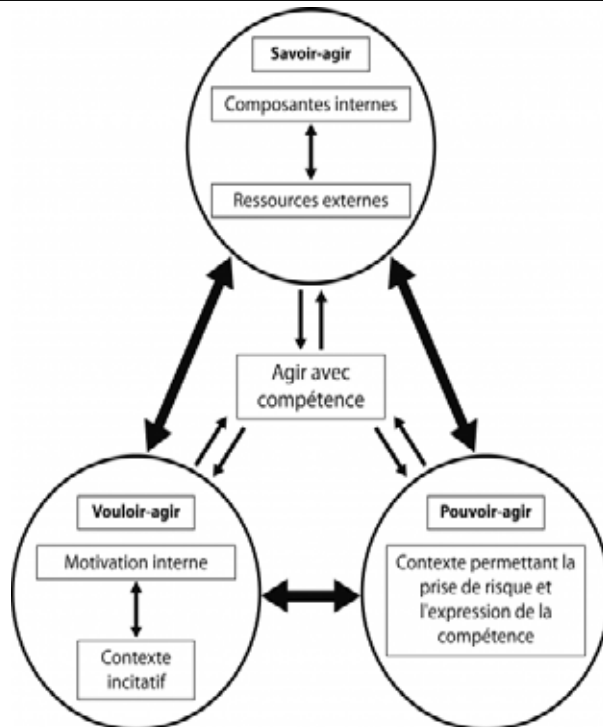 Savoir-agir
Composantes internes
Ressources externes
Agir avec
compétence
Vouloir-agir
Motivation interne
Contexte
incitatif
Pouvoir-agir
Contexte permettant la
prise de risque et
l'expression de la
compétence